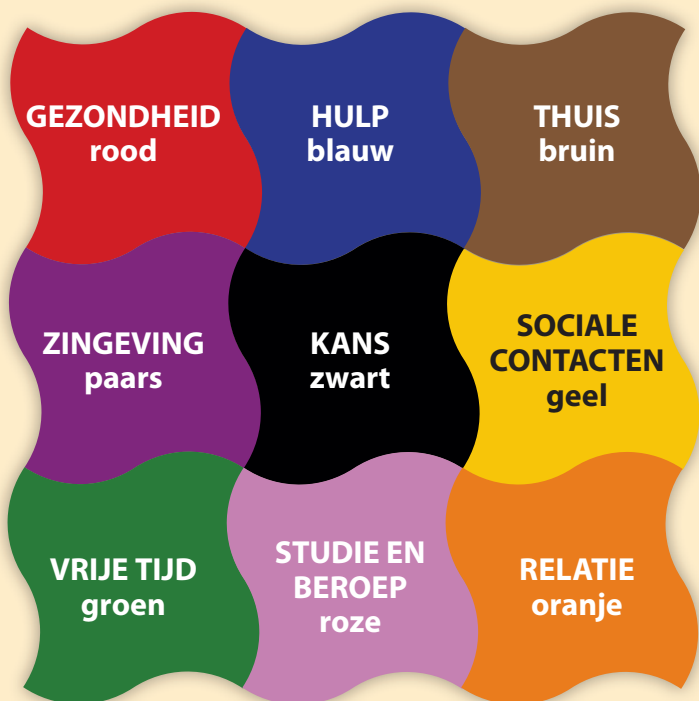 GEZONDHEID
rood
HULP
blauw
THUIS
bruin
ZINGEVING
paars
KANS
zwart
SOCIALE
CONTACTEN
geel
VRIJE TIJD
groen
STUDIE EN
BEROEP
roze
RELATIE
oranje